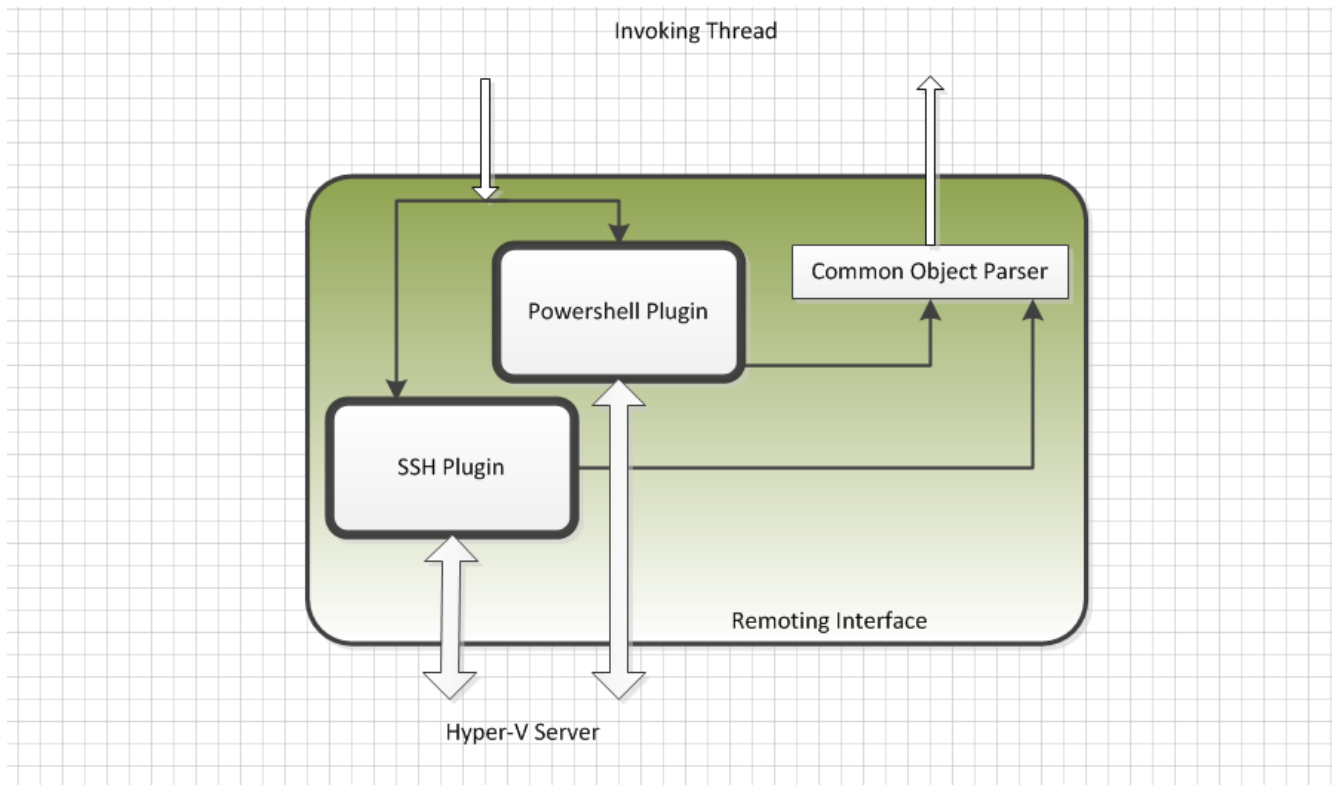 Invoking Thread
Common Object Parser
Powershell Plugin
SSH Plugin
Remoting Interface
Hyper-V Server